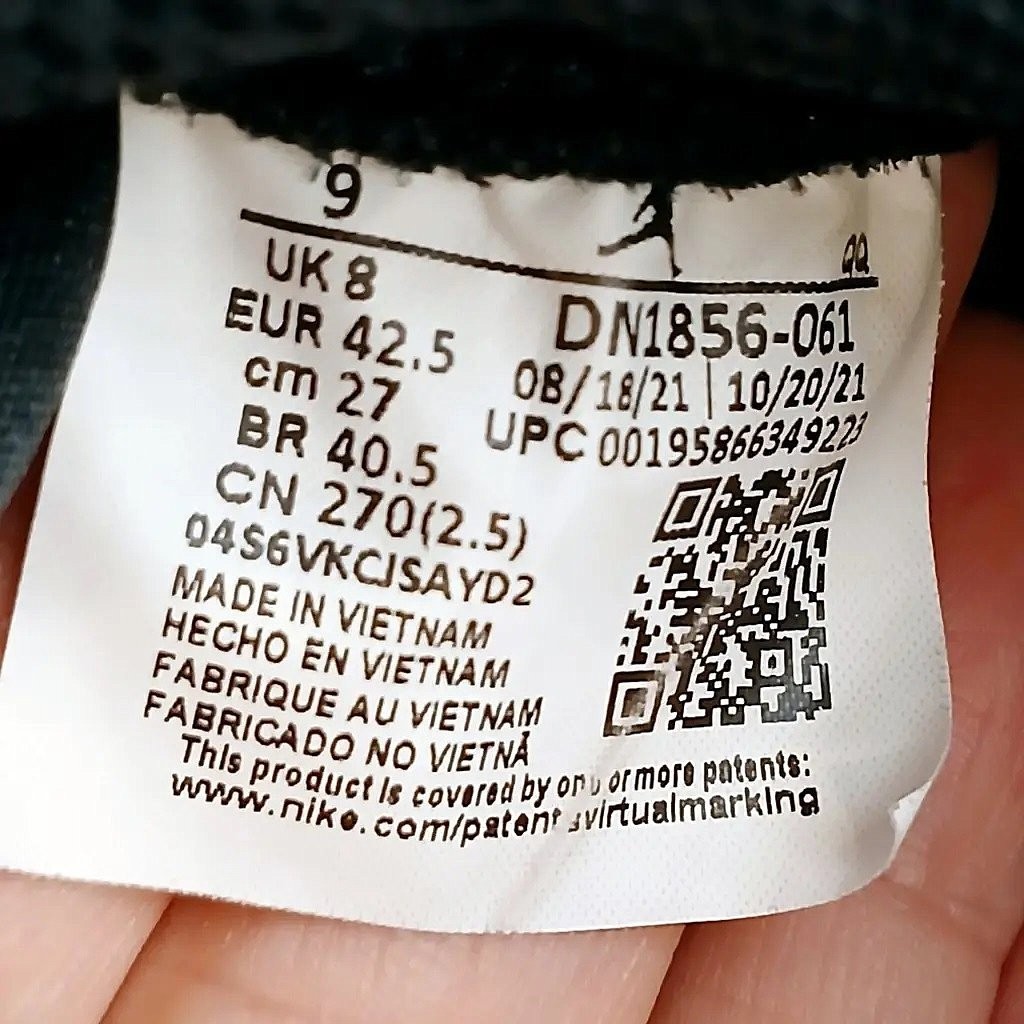 9
QQ
UK 8
EUR 42.5
cm 27
BR 40.5
CN 270(2.5)
04S6VKCJSAYD2
DN1856-061
08/18/21 | 10/20/21
UPC 00195866349223
MADE IN VIETNAM
HECHO EN VIETNAM
FABRIQUE AU VIETNAM
FABRICADO NO VIETNÃ
This product is covered by one or more patents:
www.nike.com/patentsvirtualmarking